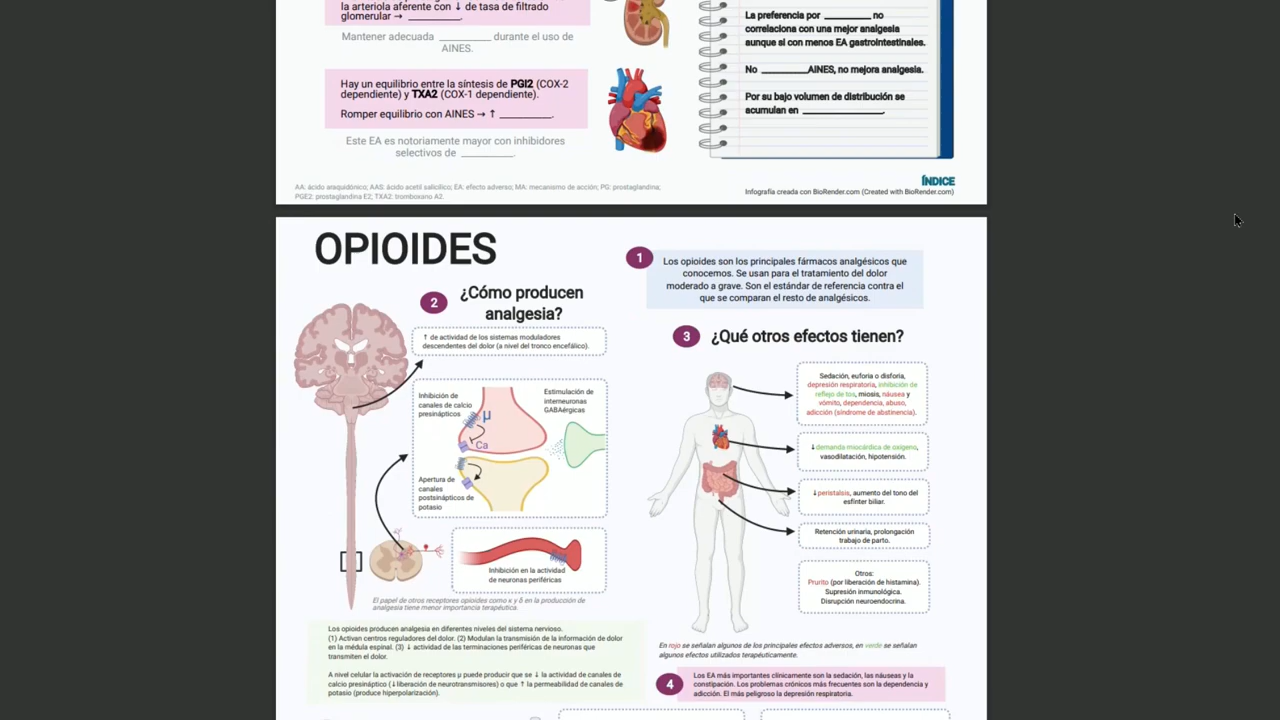 la arteriola aferente con ↓ de tasa de filtrado
glomerular → __________.
Mantener adecuada __________ durante el uso de
AINES.
Hay un equilibrio entre la síntesis de PGI2 (COX-2
dependiente) y TXA2 (COX-1 dependiente).
Romper equilibrio con AINES → ↑ __________.
Este EA es notoriamente mayor con inhibidores
selectivos de __________.
La preferencia por __________ no
correlaciona con una mejor analgesia
aunque si con menos EA gastrointestinales.
No __________AINES, no mejora analgesia.
Por su bajo volumen de distribución se
acumulan en _______________.
AA: ácido araquidónico; AAS: ácido acetil salicílico; EA: efecto adverso; MA: mecanismo de acción; PG: prostaglandina;
PGE2: prostaglandina E2; TXA2: tromboxano A2.
ÍNDICE
Infografía creada con BioRender.com (Created with BioRender.com)
OPIOIDES
1
Los opioides son los principales fármacos analgésicos que
conocemos. Se usan para el tratamiento del dolor
moderado a grave. Son el estándar de referencia contra el
que se comparan el resto de analgésicos.
2
¿Cómo producen
analgesia?
↑ de actividad de los sistemas moduladores
descendentes del dolor (a nivel del tronco encefálico).
Inhibición de
canales de calcio
presinápticos
μ
Ca
Estimulación de
interneuronas
GABAérgicas
Apertura de
canales
postsinápticos de
potasio
Inhibición en la actividad
de neuronas periféricas
El papel de otros receptores opioides como κ y δ en la producción de
analgesia tiene menor importancia terapéutica.
Los opioides producen analgesia en diferentes niveles del sistema nervioso.
(1) Activan centros reguladores del dolor. (2) Modulan la transmisión de la información de dolor
en la médula espinal. (3) ↓ actividad de las terminaciones periféricas de neuronas que
transmiten el dolor.
A nivel celular la activación de receptores μ puede producir que se ↓ la actividad de canales de
calcio presináptico (↓liberación de neurotransmisores) o que ↑ la permeabilidad de canales de
potasio (produce hiperpolarización).
3
¿Qué otros efectos tienen?
Sedación, euforia o disforia,
depresión respiratoria, inhibición de
reflejo de tos, miosis, náusea y
vómito, dependencia, abuso,
adicción (síndrome de abstinencia).
↓demanda miocárdica de oxígeno,
vasodilatación, hipotensión.
↓peristalsis, aumento del tono del
esfínter biliar.
Retención urinaria, prolongación
trabajo de parto.
Otros:
Prurito (por liberación de histamina).
Supresión inmunológica.
Disrupción neuroendocrina.
En rojo se señalan algunos de los principales efectos adversos, en verde se señalan
algunos efectos utilizados terapéuticamente.
4
Los EA más importantes clínicamente son la sedación, las náuseas y la
constipación. Los problemas crónicos más frecuentes son la dependencia y
adicción. El más peligroso la depresión respiratoria.